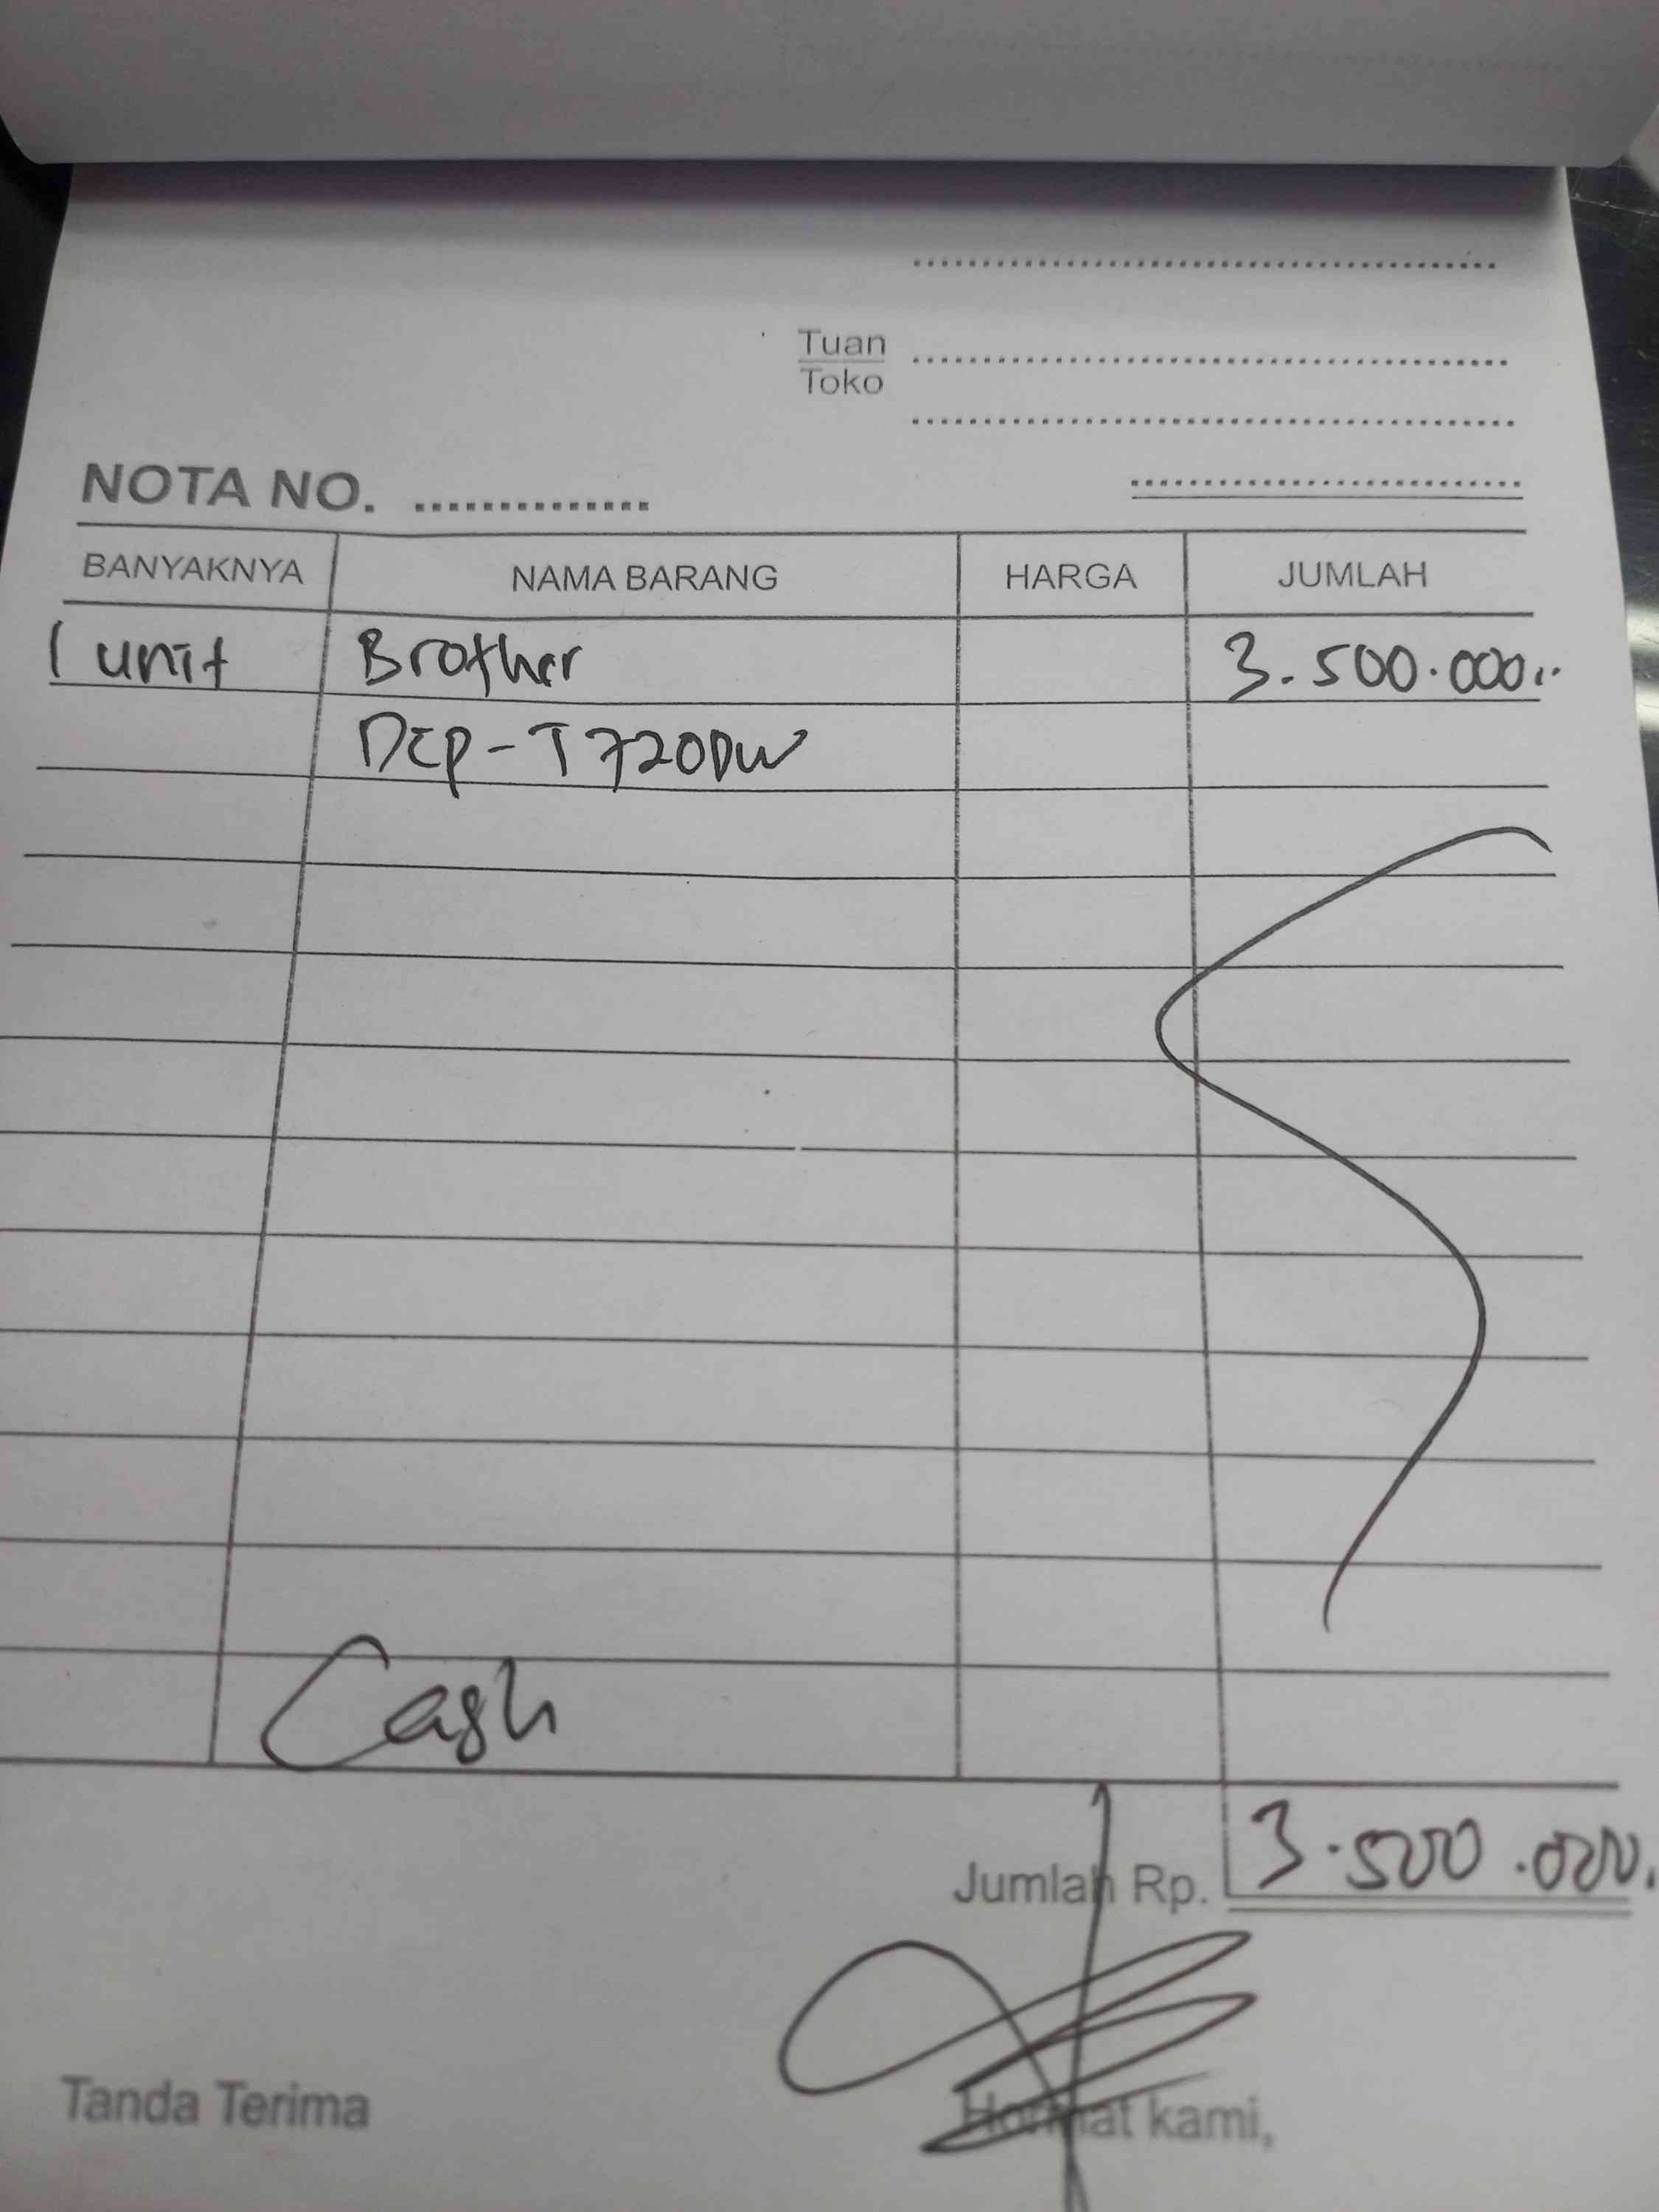 Tuan
Toko
NOTA NO. ..............
BANYAKNYA NAMA BARANG HARGA JUMLAH
1 unit Brother 3.500.000,-
DCP-T720DW
Cash
Jumlah Rp. 3.500.000,
Tanda Terima Hormat kami,